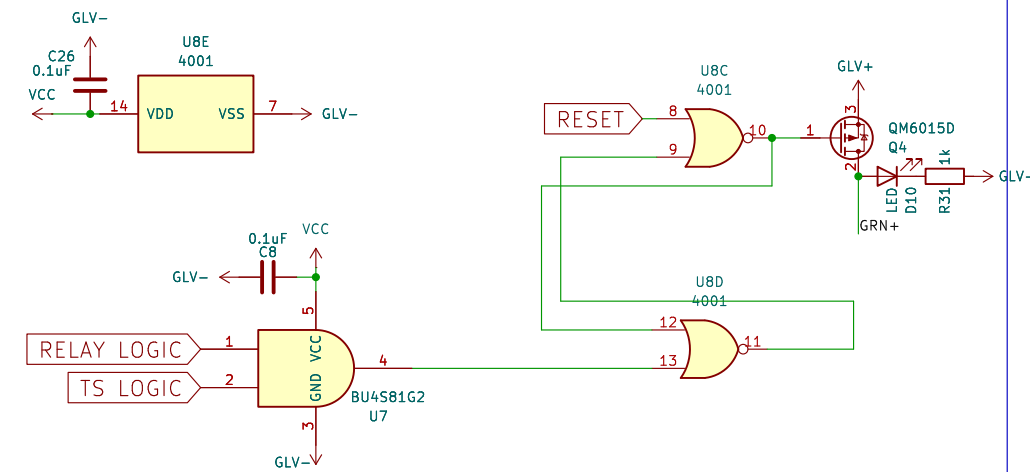 GLV-
U8E
4001
C26
0.1uF
VCC
14
VDD
VSS
7
GLV-
U8C
4001
GLV+
RESET
8
9
10
1
3
2
QM6015D
Q4
LED
D10
1k
R31
GLV-
GRN+
VCC
0.1uF
C8
GLV-
5
RELAY LOGIC
1
TS LOGIC
2
VCC
GND
4
3
BU4S81G2
U7
GLV-
U8D
4001
12
13
11